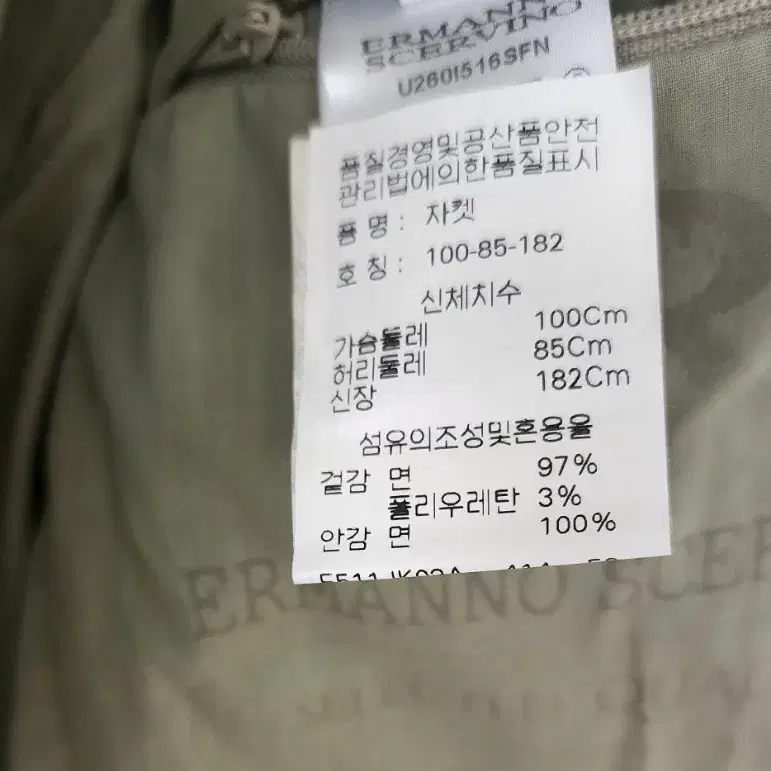 ERMANNO
SCERVINO
U260I516SFN
품질경영및공산품안전
관리법에의한품질표시
품 명 : 자켓
호 칭 : 100-85-182
신체치수
가슴둘레 100Cm
허리둘레 85Cm
신장 182Cm
섬유의조성및혼용율
겉감 면 97%
폴리우레탄 3%
안감 면 100%
ERMANNO SCER